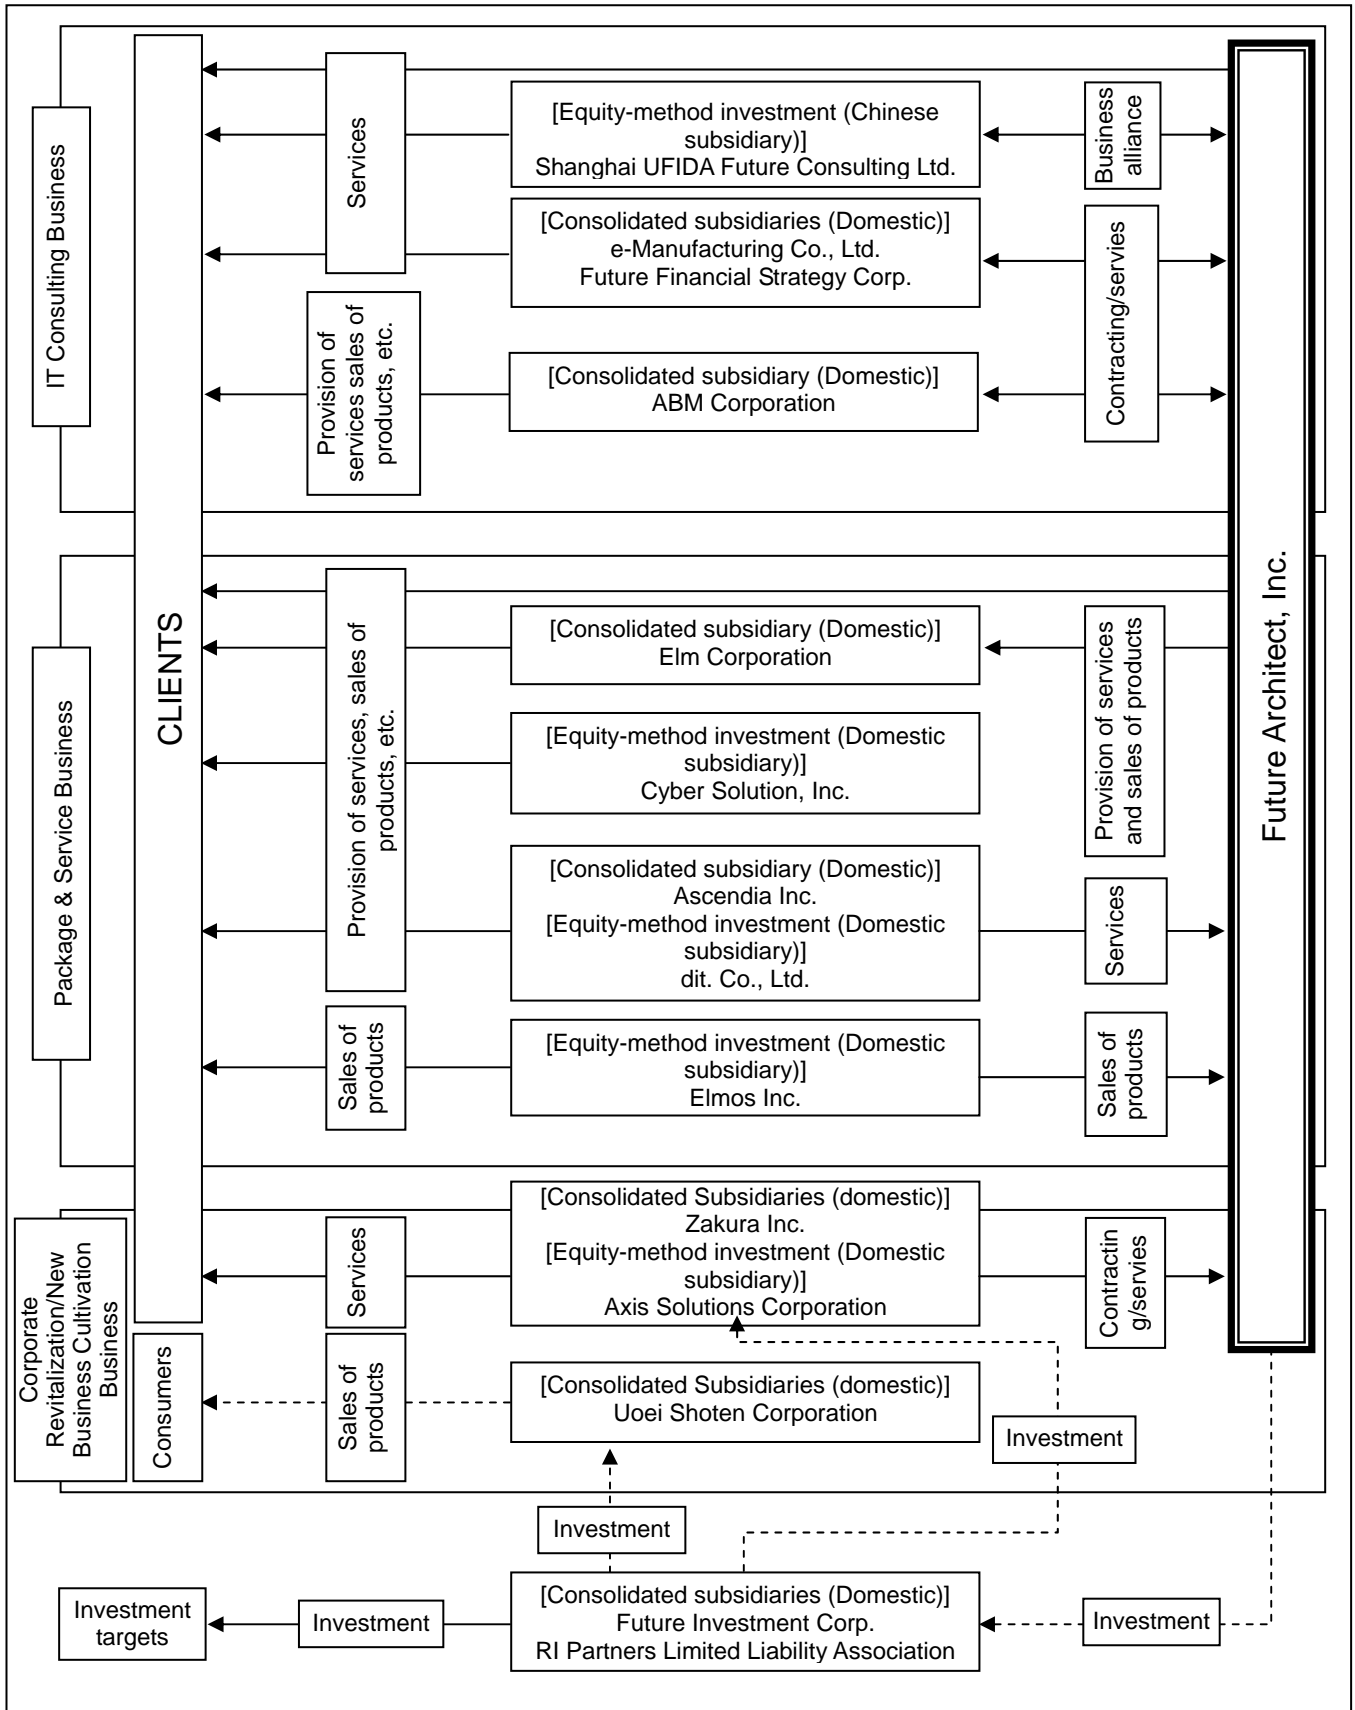 IT Consulting Business
CLIENTS
Services
[Equity-method investment (Chinese
subsidiary)]
Shanghai UFIDA Future Consulting Ltd.
Business
alliance
Future Architect, Inc.
[Consolidated subsidiaries (Domestic)]
e-Manufacturing Co., Ltd.
Future Financial Strategy Corp.
Contracting/servies
Provision of
services sales of
products, etc.
[Consolidated subsidiary (Domestic)]
ABM Corporation
Package & Service Business
Provision of services, sales of
products, etc.
[Consolidated subsidiary (Domestic)]
Elm Corporation
Provision of services
and sales of products
[Equity-method investment (Domestic
subsidiary)]
Cyber Solution, Inc.
[Consolidated subsidiary (Domestic)]
Ascendia Inc.
[Equity-method investment (Domestic
subsidiary)]
dit. Co., Ltd.
Services
Sales of
products
[Equity-method investment (Domestic
subsidiary)]
Elmos Inc.
Sales of
products
Corporate
Revitalization/New
Business Cultivation
Business
Services
[Consolidated Subsidiaries (domestic)]
Zakura Inc.
[Equity-method investment (Domestic
subsidiary)]
Axis Solutions Corporation
Contractin
g/servies
Consumers
Sales of
products
[Consolidated Subsidiaries (domestic)]
Uoei Shoten Corporation
Investment
Investment
Investment
targets
Investment
[Consolidated subsidiaries (Domestic)]
Future Investment Corp.
RI Partners Limited Liability Association
Investment